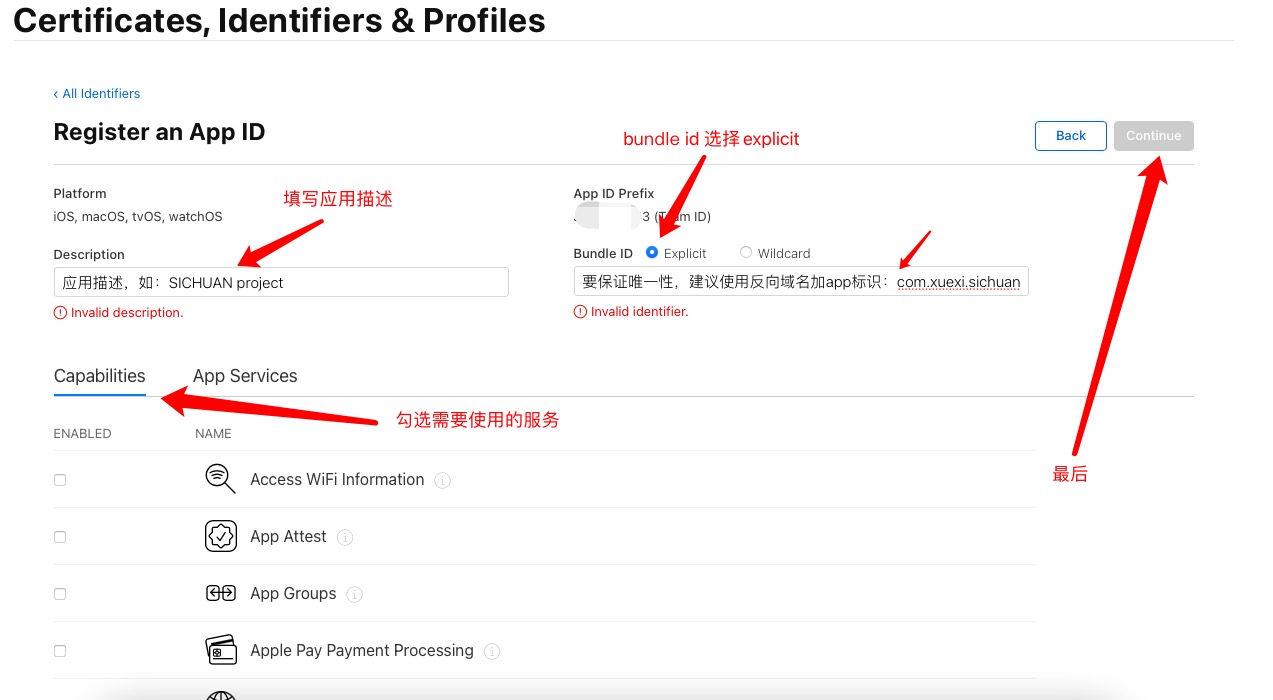 Certificates, Identifiers & Profiles
‹ All Identifiers
Register an App ID
bundle id 选择 explicit
Back
Continue
Platform
iOS, macOS, tvOS, watchOS
填写应用描述
App ID Prefix
3 (Team ID)
Description
应用描述，如：SICHUAN project
Invalid description.
Bundle ID
Explicit
Wildcard
要保证唯一性，建议使用反向域名加app标识：com.xuexi.sichuan
Invalid identifier.
Capabilities
App Services
勾选需要使用的服务
最后
ENABLED
NAME
Access WiFi Information
App Attest
App Groups
Apple Pay Payment Processing